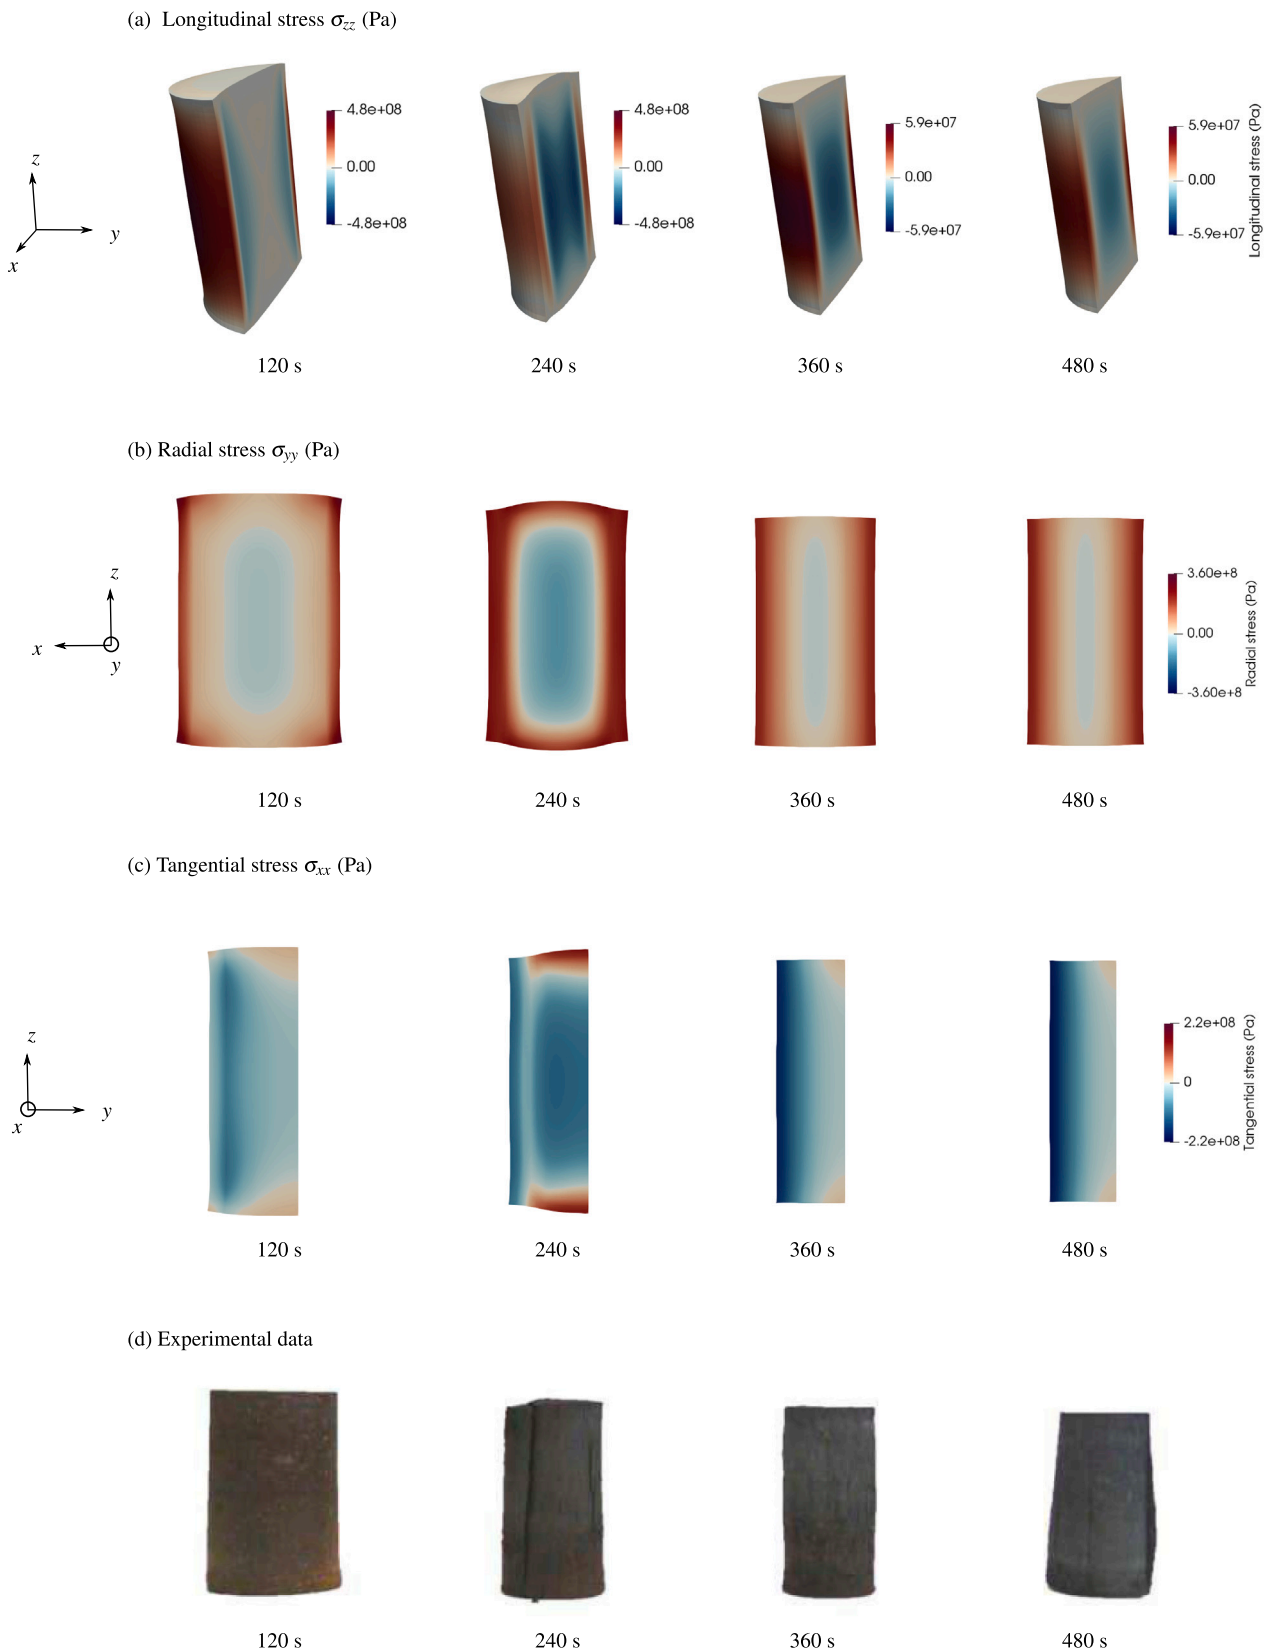 (a) Longitudinal stress σzz (Pa)
4.8e+08
0.00
-4.8e+08
4.8e+08
0.00
-4.8e+08
5.9e+07
0.00
-5.9e+07
5.9e+07
0.00
-5.9e+07
Longitudinal stress (Pa)
z
y
x
120 s
240 s
360 s
480 s
(b) Radial stress σyy (Pa)
z
x
y
3.60e+8
0.00
-3.60e+8
Radial stress (Pa)
120 s
240 s
360 s
480 s
(c) Tangential stress σxx (Pa)
z
y
x
2.2e+08
0
-2.2e+08
Tangential stress (Pa)
120 s
240 s
360 s
480 s
(d) Experimental data
120 s
240 s
360 s
480 s